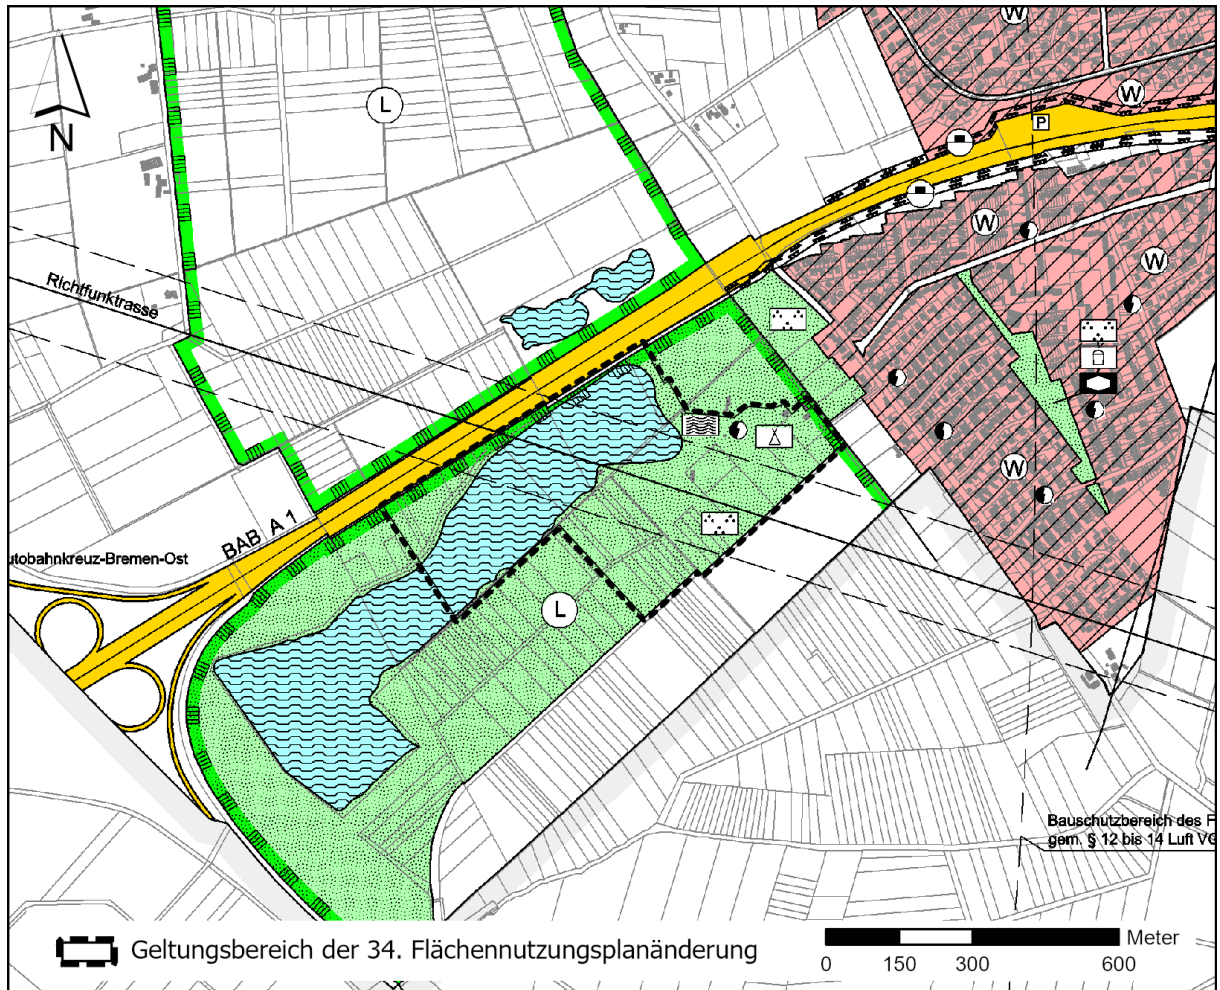 W
W
L
P
N
W
W
Richtfunktrasse
W
BAB A 1
utobahnkreuz-Bremen-Ost
L
Bauschutzbereich des F
gem. § 12 bis 14 Luft VG
Geltungsbereich der 34. Flächennutzungsplanänderung
Meter
0 150 300 600